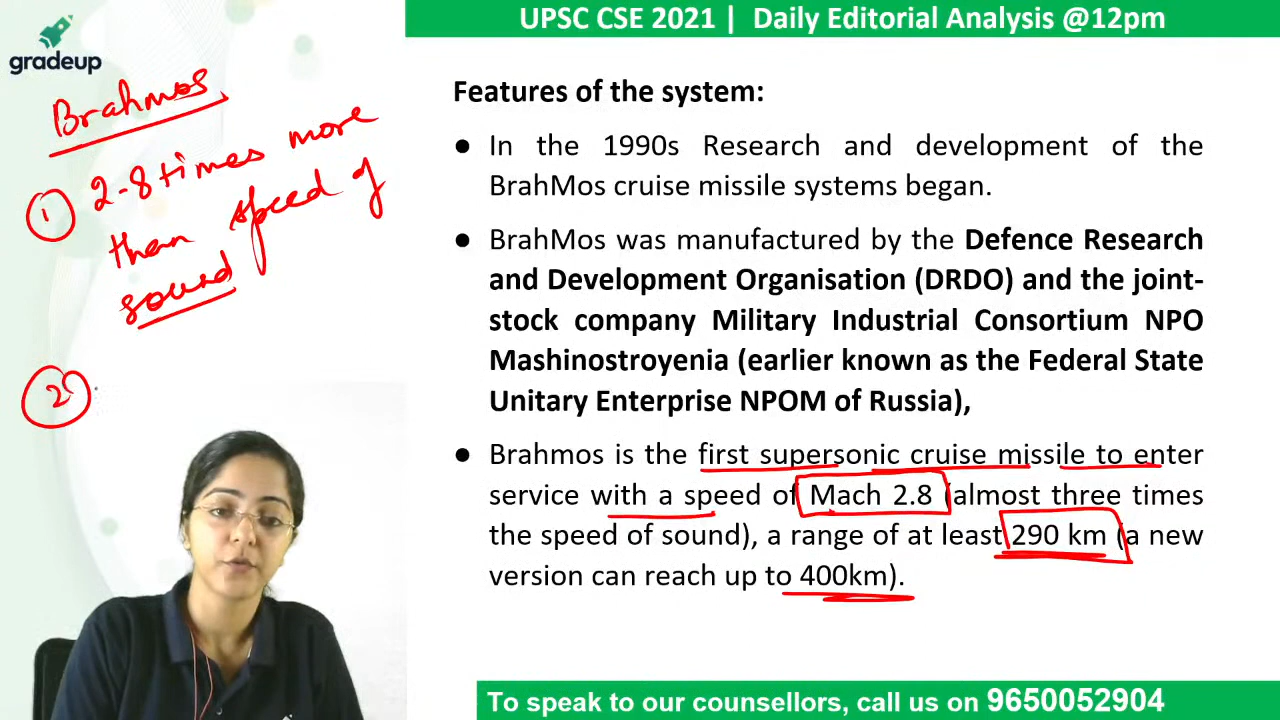 UPSC CSE 2021 | Daily Editorial Analysis @12pm
gradeup
Brahmos
① 2-8 times more
than speed of
sound
②
Features of the system:
● In the 1990s Research and development of the
BrahMos cruise missile systems began.
● BrahMos was manufactured by the Defence Research
and Development Organisation (DRDO) and the joint-
stock company Military Industrial Consortium NPO
Mashinostroyenia (earlier known as the Federal State
Unitary Enterprise NPOM of Russia),
● Brahmos is the first supersonic cruise missile to enter
service with a speed of Mach 2.8 (almost three times
the speed of sound), a range of at least 290 km (a new
version can reach up to 400km).
To speak to our counsellors, call us on 9650052904